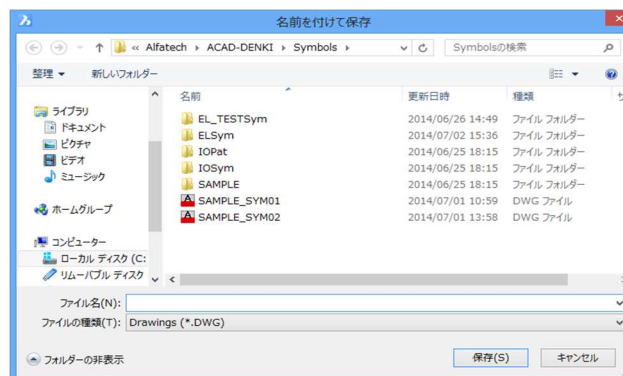 名前を付けて保存
« Alfatech ▸ ACAD-DENKI ▸ Symbols ▸ Symbolsの検索
整理 ▼ 新しいフォルダー
名前 更新日時 種類
ライブラリ
ドキュメント
ピクチャ
ビデオ
ミュージック
ホームグループ
コンピューター
ローカル ディスク (C:
リムーバブル ディスク
EL_TESTSym 2014/06/26 14:49 ファイル フォルダー
ELSym 2014/07/02 15:36 ファイル フォルダー
IOPat 2014/06/25 18:15 ファイル フォルダー
IOSym 2014/06/25 18:15 ファイル フォルダー
SAMPLE 2014/06/25 18:15 ファイル フォルダー
SAMPLE_SYM01 2014/07/01 10:59 DWG ファイル
SAMPLE_SYM02 2014/07/01 13:58 DWG ファイル
ファイル名(N):
ファイルの種類(T): Drawings (*.DWG)
フォルダーの非表示 保存(S) キャンセル